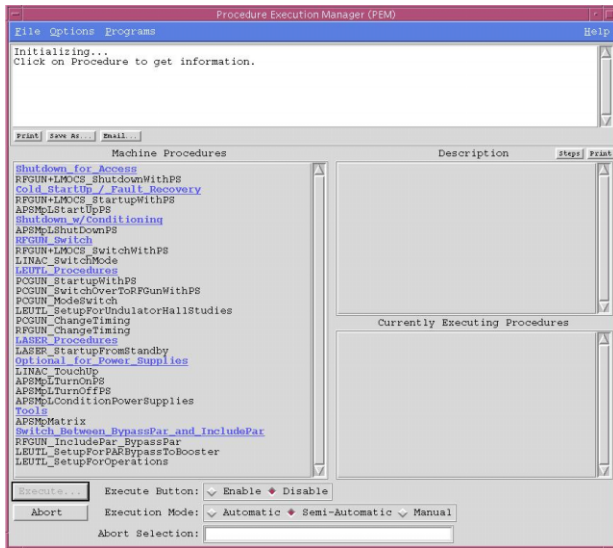 Procedure Execution Manager (PEM)
File Options Programs Help
Initializing...
Click on Procedure to get information.
Print Save As... Email...
Machine Procedures
Shutdown_for_Access
RFGUN+LMOCS_ShutdownWithPS
Cold_StartUp_/_Fault_Recovery
RFGUN+LMOCS_StartupWithPS
APSMpLStartUpPS
Shutdown_w/Conditioning
APSMpLShutDownPS
RFGUN_Switch
RFGUN+LMOCS_SwitchWithPS
LINAC_SwitchMode
LEUTL_Procedures
PCGUN_StartupWithPS
PCGUN_SwitchOverToRFGunWithPS
PCGUN_ModeSwitch
LEUTL_SetupForUndulatorHallStudies
PCGUN_ChangeTiming
RFGUN_ChangeTiming
LASER_Procedures
LASER_StartupFromStandby
Optional_for_Power_Supplies
LINAC_TouchUp
APSMpLTurnOnPS
APSMpLTurnOffPS
APSMpLConditionPowerSupplies
Tools
APSMpMatrix
Switch_Between_BypassPar_and_IncludePar
RFGUN_IncludePar_BypassPar
LEUTL_SetupForPARBypassToBooster
LEUTL_SetupForOperations
Description Steps Print
Currently Executing Procedures
Execute... Execute Button: Enable Disable
Abort Execution Mode: Automatic Semi-Automatic Manual
Abort Selection: